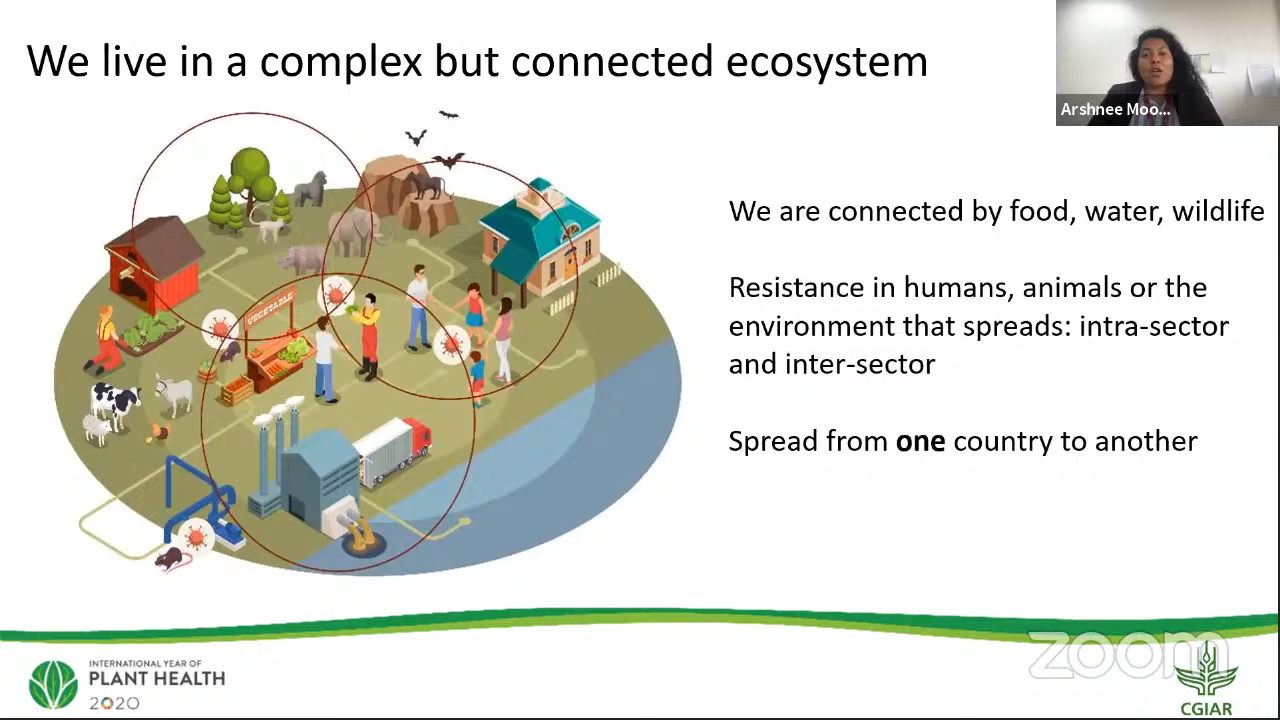 We live in a complex but connected ecosystem
Arshnee Moo...
VEGETABLE
We are connected by food, water, wildlife
Resistance in humans, animals or the
environment that spreads: intra-sector
and inter-sector
Spread from one country to another
INTERNATIONAL YEAR OF
PLANT HEALTH
2020
zoom
CGIAR